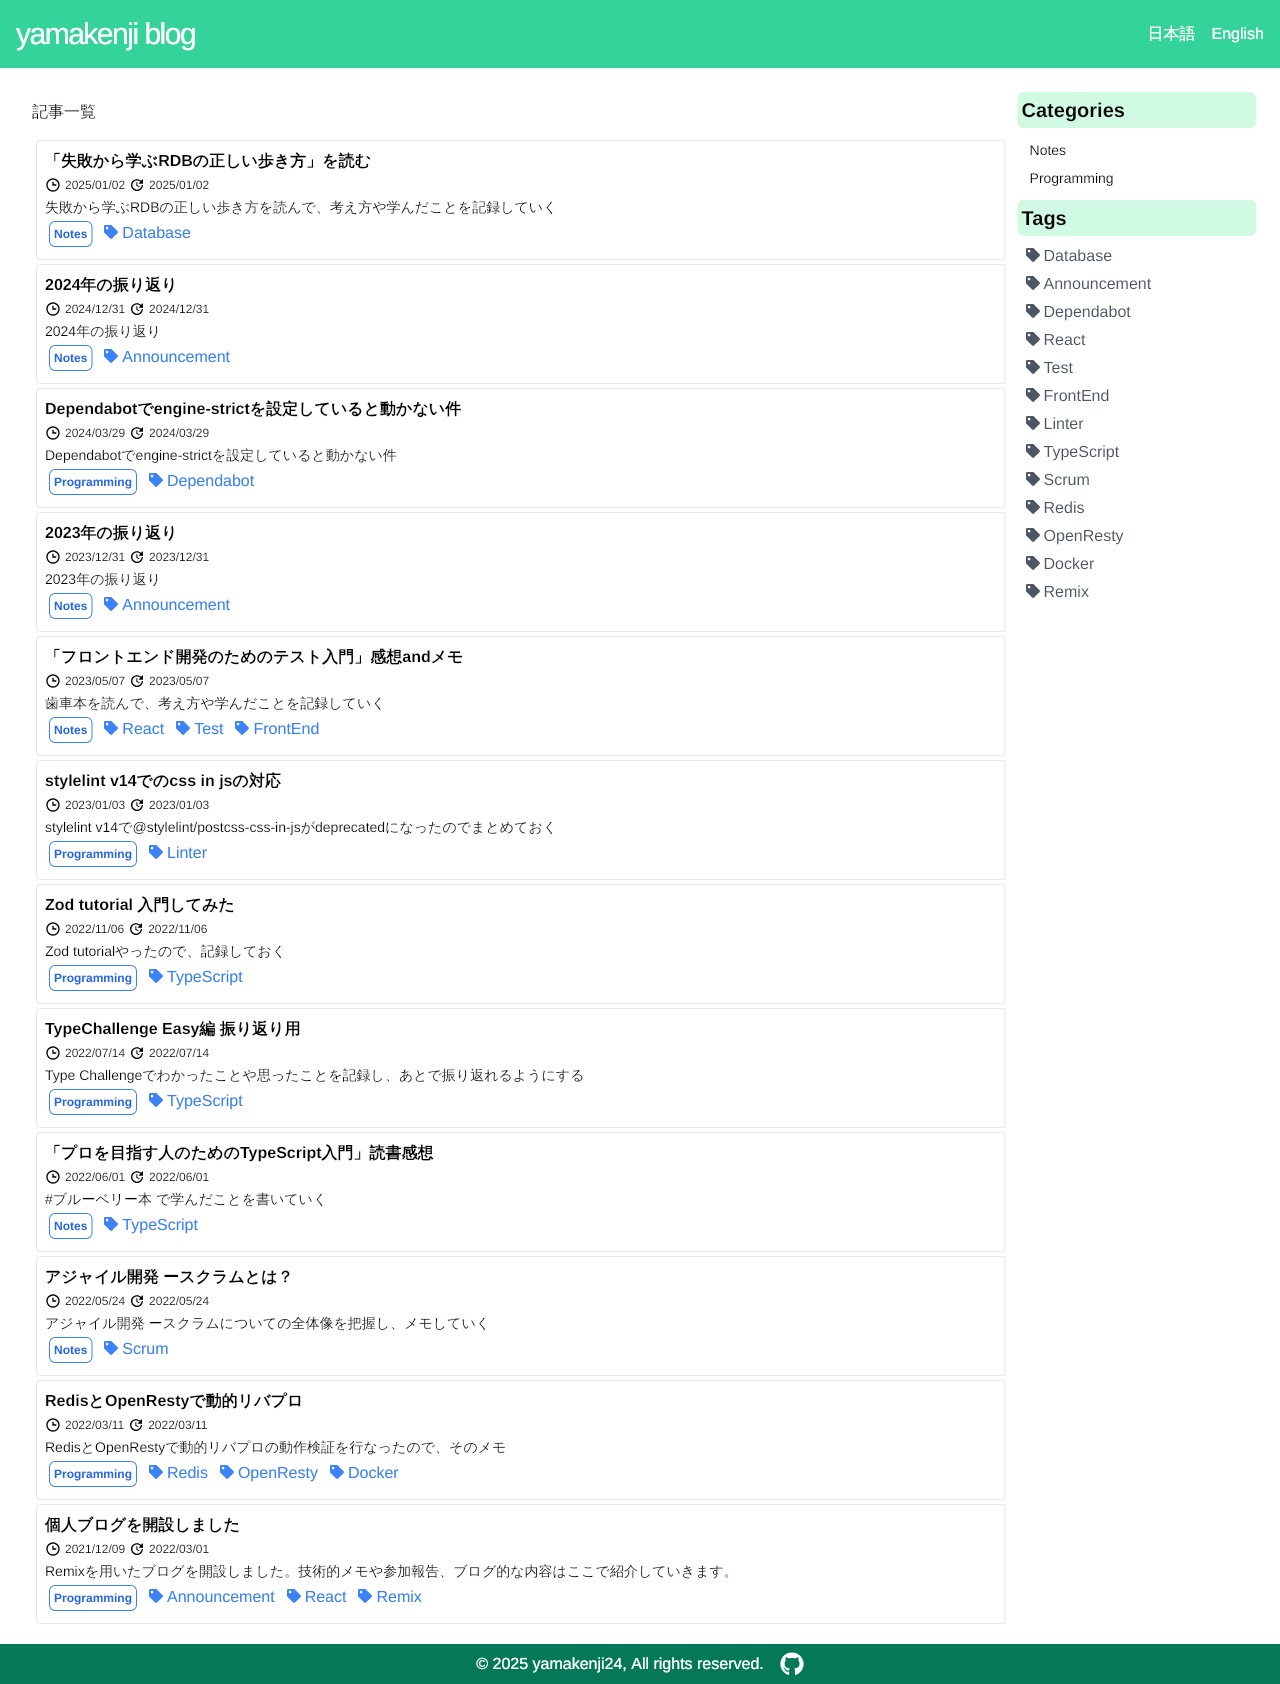 yamakenji blog
日本語 English
記事一覧
「失敗から学ぶRDBの正しい歩き方」を読む
2025/01/02 2025/01/02
失敗から学ぶRDBの正しい歩き方を読んで、考え方や学んだことを記録していく
Notes Database
2024年の振り返り
2024/12/31 2024/12/31
2024年の振り返り
Notes Announcement
Dependabotでengine-strictを設定していると動かない件
2024/03/29 2024/03/29
Dependabotでengine-strictを設定していると動かない件
Programming Dependabot
2023年の振り返り
2023/12/31 2023/12/31
2023年の振り返り
Notes Announcement
「フロントエンド開発のためのテスト入門」感想andメモ
2023/05/07 2023/05/07
歯車本を読んで、考え方や学んだことを記録していく
Notes React Test FrontEnd
stylelint v14でのcss in jsの対応
2023/01/03 2023/01/03
stylelint v14で@stylelint/postcss-css-in-jsがdeprecatedになったのでまとめておく
Programming Linter
Zod tutorial 入門してみた
2022/11/06 2022/11/06
Zod tutorialやったので、記録しておく
Programming TypeScript
TypeChallenge Easy編 振り返り用
2022/07/14 2022/07/14
Type Challengeでわかったことや思ったことを記録し、あとで振り返れるようにする
Programming TypeScript
「プロを目指す人のためのTypeScript入門」読書感想
2022/06/01 2022/06/01
#ブルーベリー本 で学んだことを書いていく
Notes TypeScript
アジャイル開発 ースクラムとは？
2022/05/24 2022/05/24
アジャイル開発 ースクラムについての全体像を把握し、メモしていく
Notes Scrum
RedisとOpenRestyで動的リバプロ
2022/03/11 2022/03/11
RedisとOpenRestyで動的リバプロの動作検証を行なったので、そのメモ
Programming Redis OpenResty Docker
個人ブログを開設しました
2021/12/09 2022/03/01
Remixを用いたブログを開設しました。技術的メモや参加報告、ブログ的な内容はここで紹介していきます。
Programming Announcement React Remix
Categories
Notes
Programming
Tags
Database
Announcement
Dependabot
React
Test
FrontEnd
Linter
TypeScript
Scrum
Redis
OpenResty
Docker
Remix
© 2025 yamakenji24, All rights reserved.